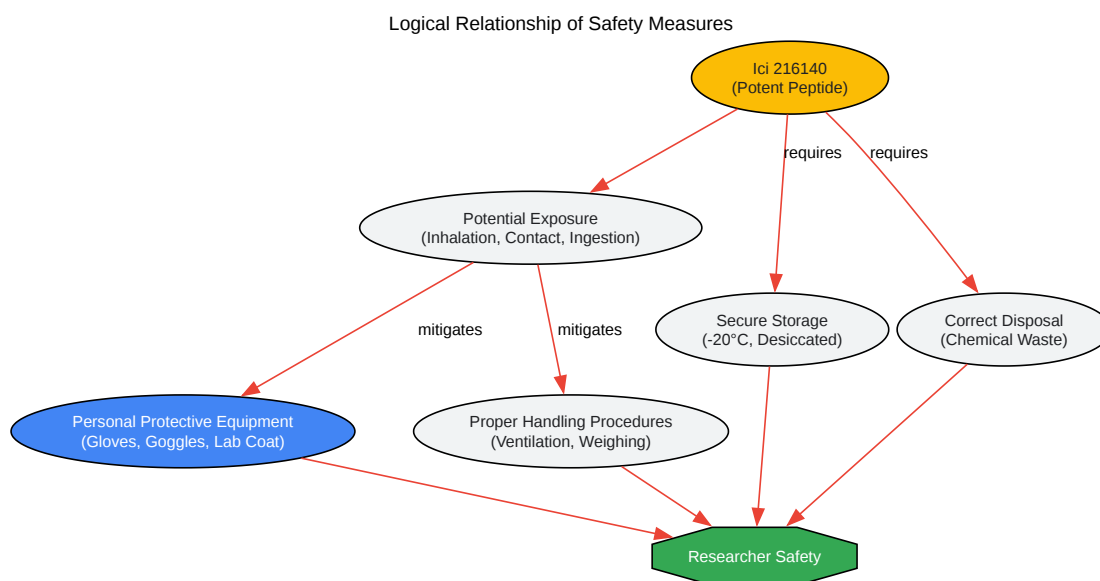 Logical Relationship of Safety Measures
Ici 216140
(Potent Peptide)
requires
requires
Potential Exposure
(Inhalation, Contact, Ingestion)
mitigates
mitigates
Secure Storage
(-20°C, Desiccated)
Correct Disposal
(Chemical Waste)
Personal Protective Equipment
(Gloves, Goggles, Lab Coat)
Proper Handling Procedures
(Ventilation, Weighing)
Researcher Safety